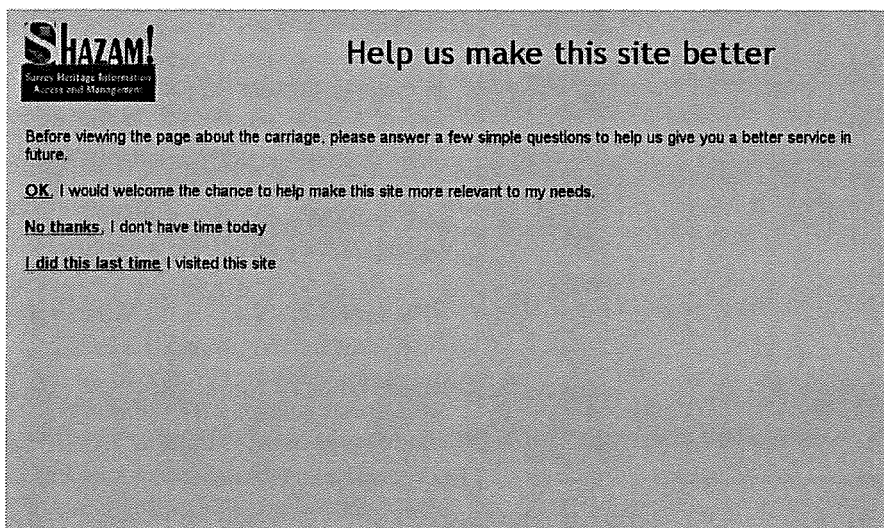 SHAZAM!
Surrey Heritage Information
Access and Management
Help us make this site better
Before viewing the page about the carriage, please answer a few simple questions to help us give you a better service in
future.
OK, I would welcome the chance to help make this site more relevant to my needs.
No thanks, I don't have time today
I did this last time I visited this site